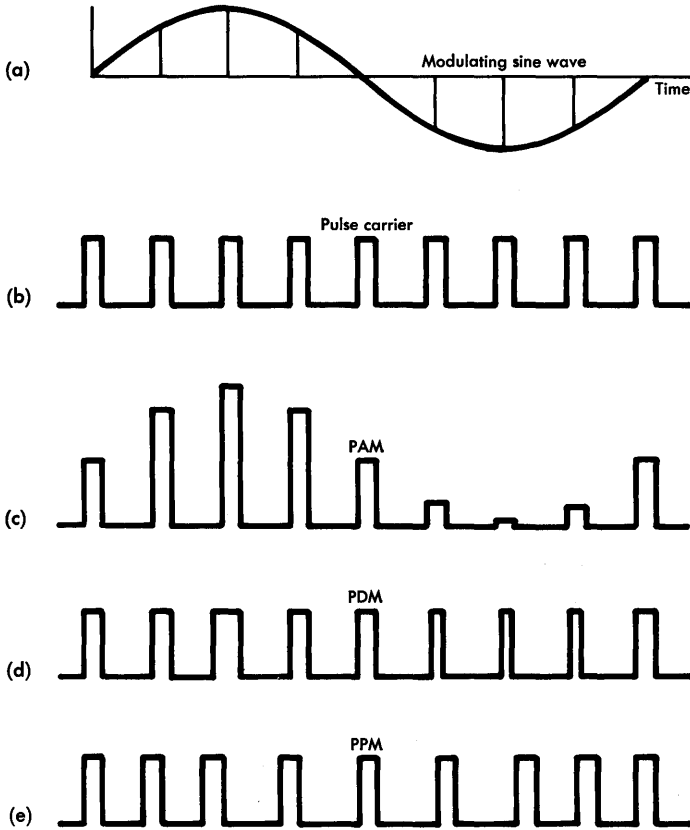 (a)
Modulating sine wave
Time
Pulse carrier
(b)
PAM
(c)
PDM
(d)
PPM
(e)